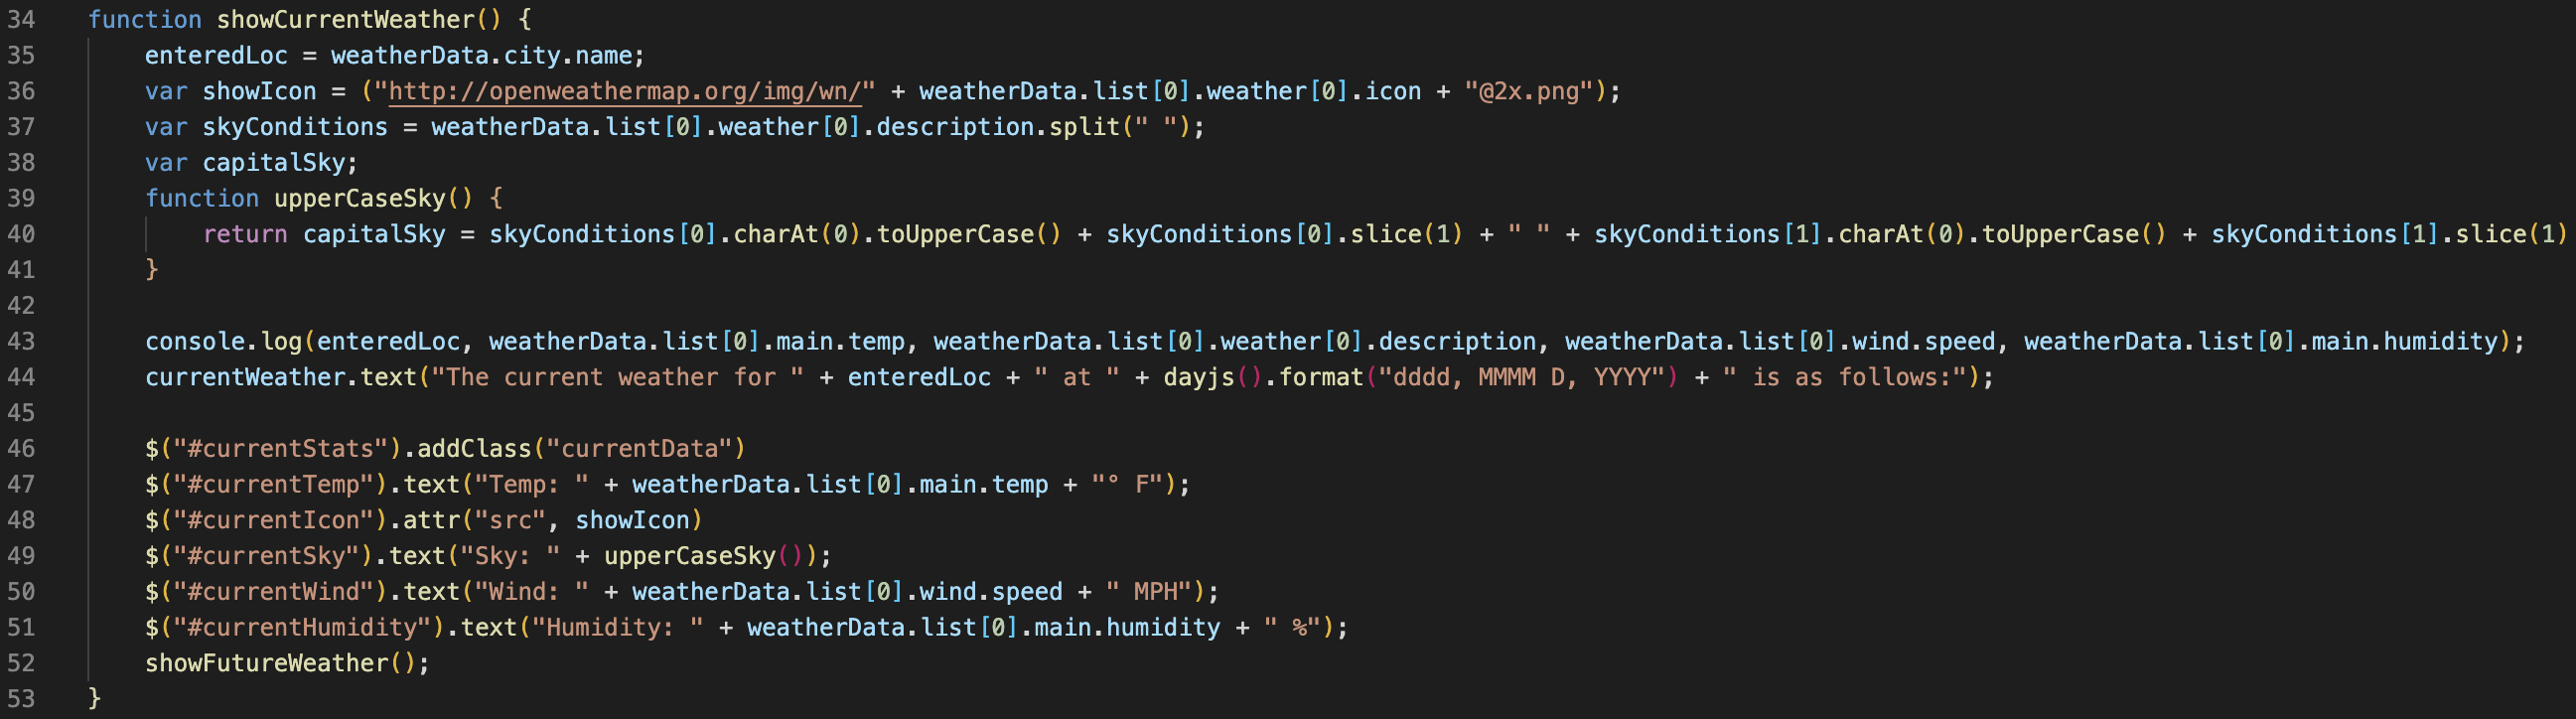 34 function showCurrentWeather() {
35 enteredLoc = weatherData.city.name;
36 var showIcon = ("http://openweathermap.org/img/wn/" + weatherData.list[0].weather[0].icon + "@2x.png");
37 var skyConditions = weatherData.list[0].weather[0].description.split(" ");
38 var capitalSky;
39 function upperCaseSky() {
40 return capitalSky = skyConditions[0].charAt(0).toUpperCase() + skyConditions[0].slice(1) + " " + skyConditions[1].charAt(0).toUpperCase() + skyConditions[1].slice(1)
41 }
42
43 console.log(enteredLoc, weatherData.list[0].main.temp, weatherData.list[0].weather[0].description, weatherData.list[0].wind.speed, weatherData.list[0].main.humidity);
44 currentWeather.text("The current weather for " + enteredLoc + " at " + dayjs().format("dddd, MMMM D, YYYY") + " is as follows:");
45
46 $("#currentStats").addClass("currentData")
47 $("#currentTemp").text("Temp: " + weatherData.list[0].main.temp + "° F");
48 $("#currentIcon").attr("src", showIcon)
49 $("#currentSky").text("Sky: " + upperCaseSky());
50 $("#currentWind").text("Wind: " + weatherData.list[0].wind.speed + " MPH");
51 $("#currentHumidity").text("Humidity: " + weatherData.list[0].main.humidity + " %");
52 showFutureWeather();
53 }